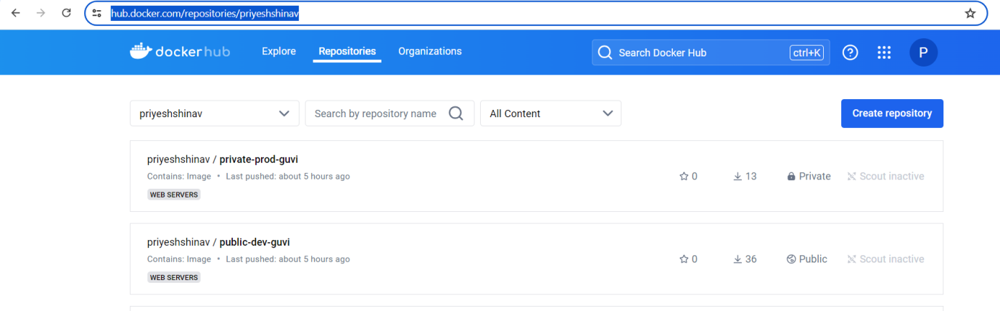 hub.docker.com/repositories/priyeshshinav
dockerhub Explore Repositories Organizations Search Docker Hub ctrl+K P
priyeshshinav Search by repository name All Content Create repository
priyeshshinav / private-prod-guvi
Contains: Image • Last pushed: about 5 hours ago 0 13 Private Scout inactive
WEB SERVERS
priyeshshinav / public-dev-guvi
Contains: Image • Last pushed: about 5 hours ago 0 36 Public Scout inactive
WEB SERVERS